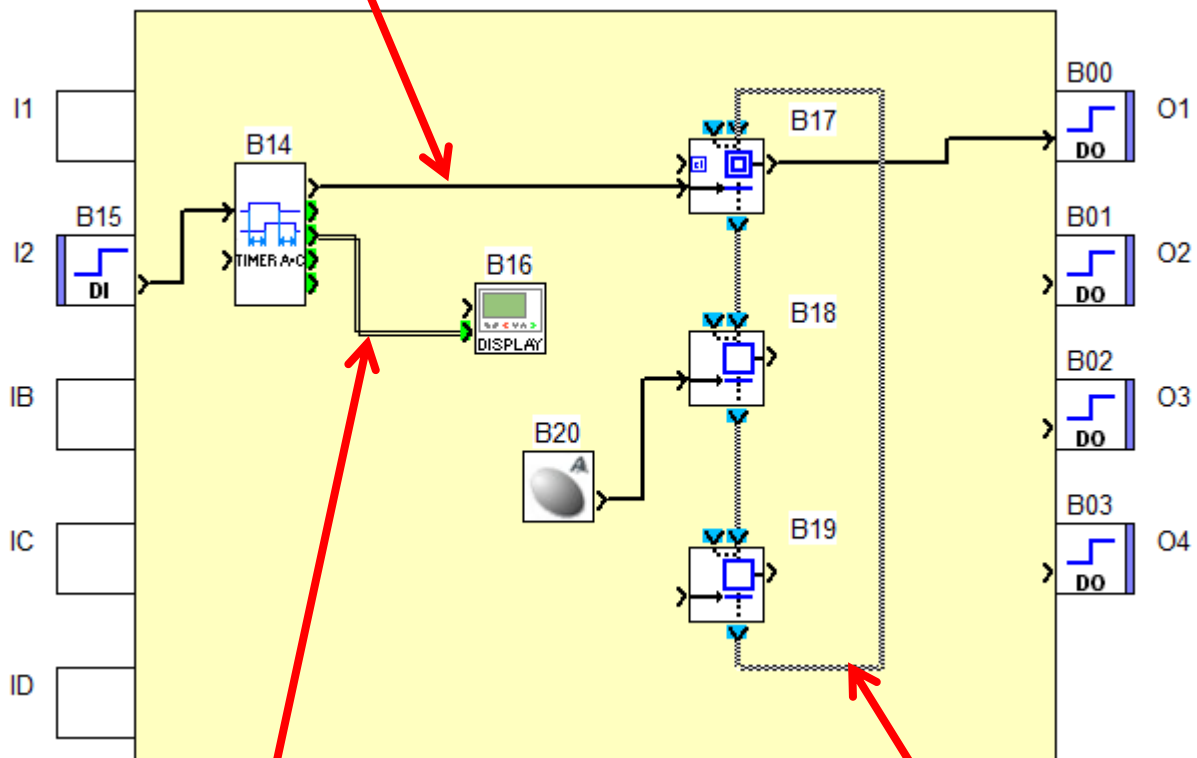 B00
I1
O1
DO
B17
cl
B14
B15
B01
I2
O2
DI
TIMER A•C
DO
B16
DISPLAY
B18
B02
IB
O3
DO
B20
A
B03
IC
B19
O4
DO
ID